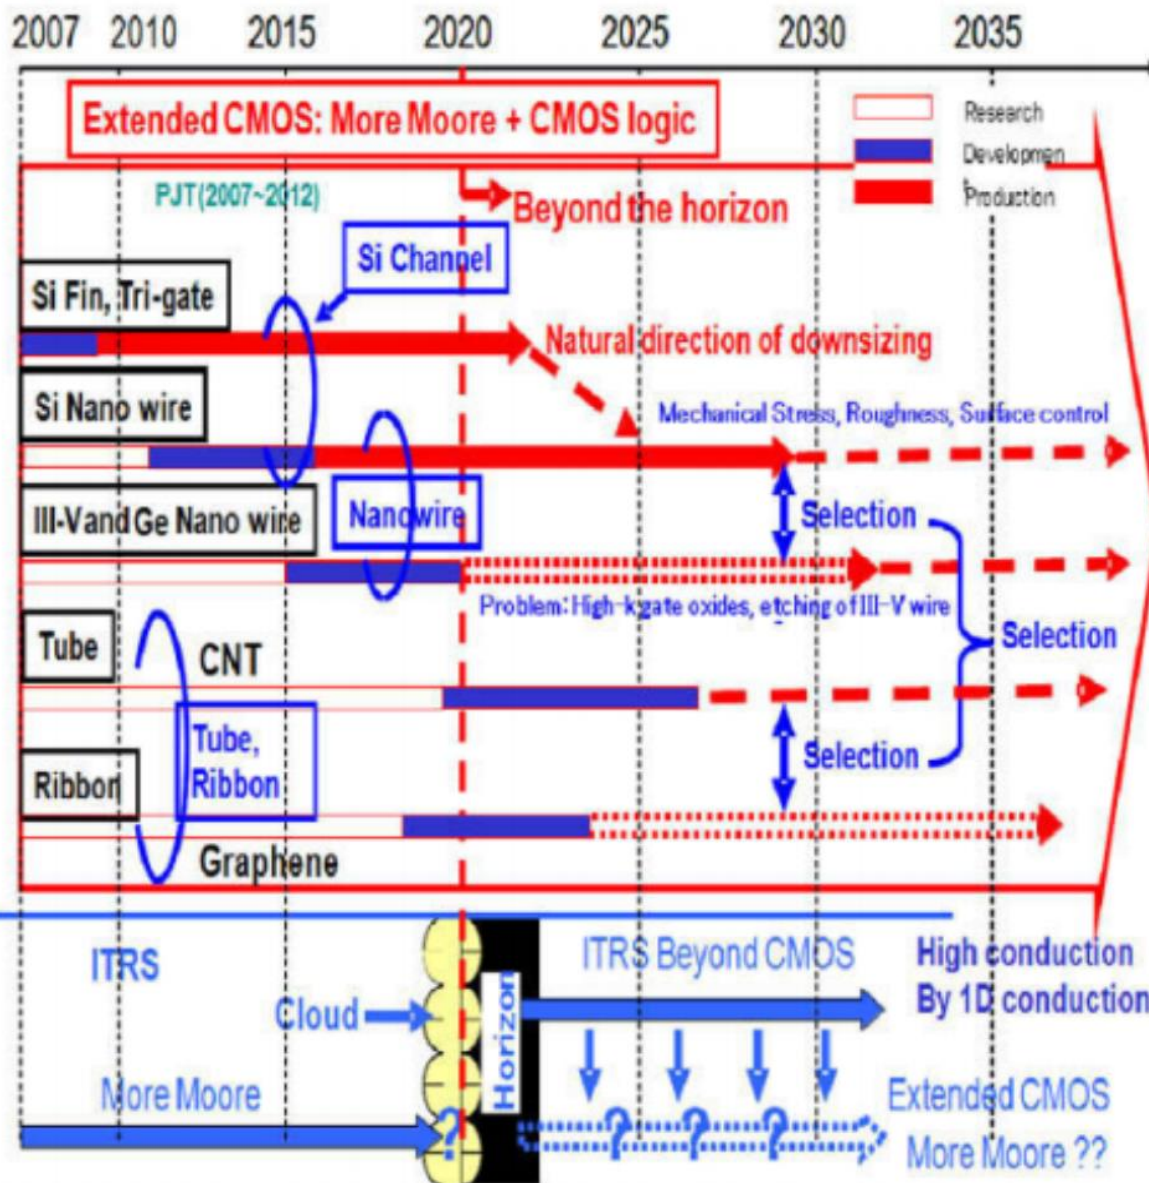 2007 2010 2015 2020 2025 2030 2035
Extended CMOS: More Moore + CMOS logic
Research
Developmen
t
Production
PJT(2007~2012)
Beyond the horizon
Si Channel
Si Fin, Tri-gate
Natural direction of downsizing
Si Nano wire
Mechanical Stress, Roughness, Surface control
III-V and Ge Nano wire
Nanowire
Selection
Problem: High-k gate oxides, etching of III-V wire
Selection
Tube
CNT
Tube,
Ribbon
Selection
Ribbon
Graphene
ITRS
ITRS Beyond CMOS
High conduction
By 1D conduction
Cloud
Horizon
More Moore
Extended CMOS
? ? ? ?
More Moore ??